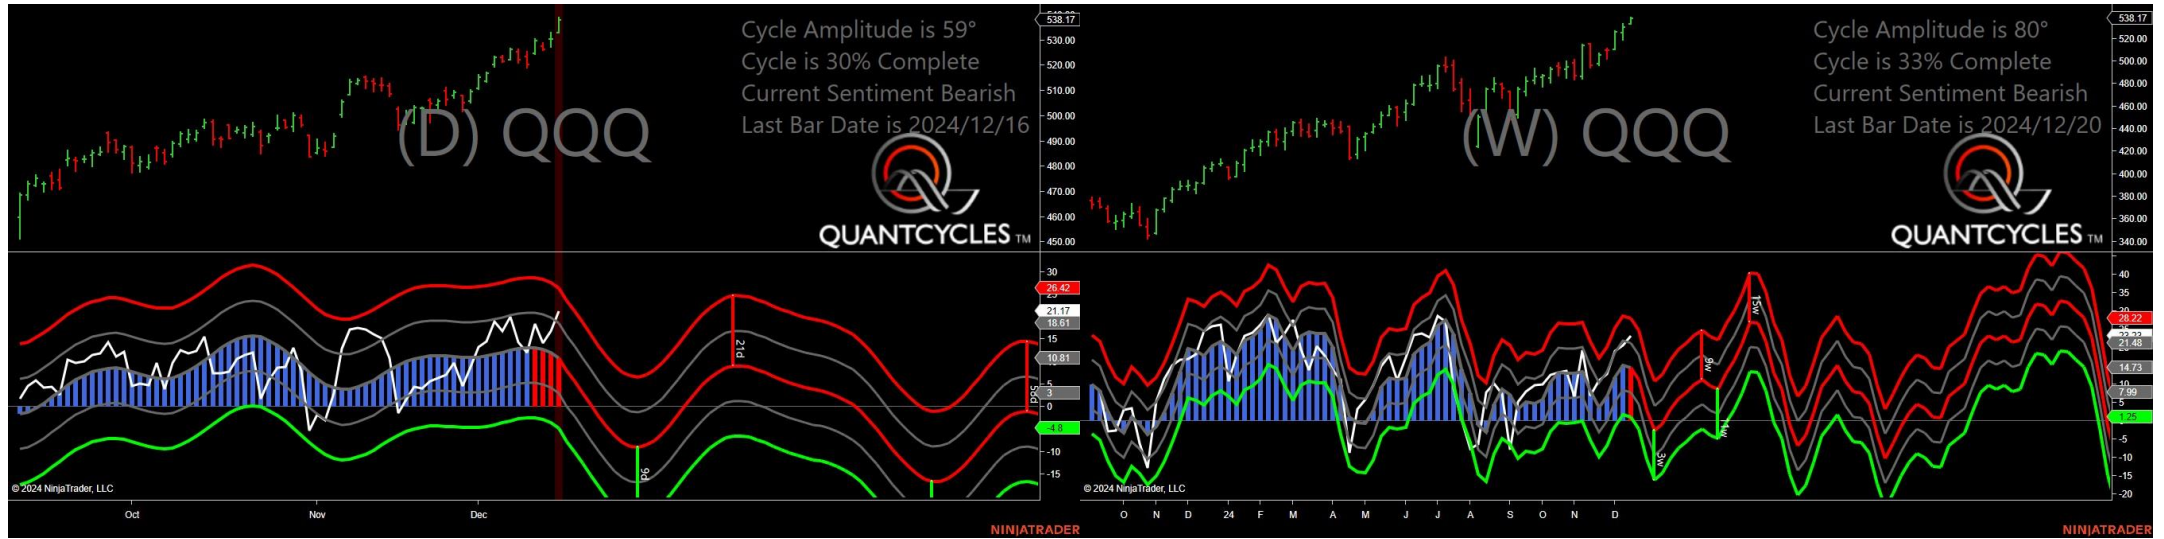 538.17
530.00
520.00
510.00
500.00
490.00
480.00
470.00
460.00
450.00
Cycle Amplitude is 59°
Cycle is 30% Complete
Current Sentiment Bearish
Last Bar Date is 2024/12/16
(D) QQQ
QUANTCYCLES TM
30
26.42
21.17
18.61
15
10.81
5
3
0
-4.8
-10
-15
21d
9d
© 2024 NinjaTrader, LLC
Oct
Nov
Dec
NINJATRADER
538.17
520.00
500.00
480.00
460.00
440.00
420.00
400.00
380.00
360.00
340.00
Cycle Amplitude is 80°
Cycle is 33% Complete
Current Sentiment Bearish
Last Bar Date is 2024/12/20
(W) QQQ
QUANTCYCLES TM
40
35
28.22
21.48
14.73
10
7.99
5
1.25
-5
-10
-15
-20
15w
9w
3w
© 2024 NinjaTrader, LLC
O N D 24 F M A M J J A S O N D
NINJATRADER